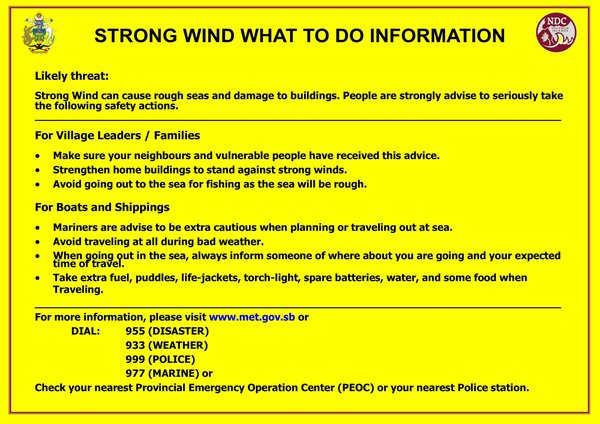 STRONG WIND WHAT TO DO INFORMATION
NDC
Likely threat:
Strong Wind can cause rough seas and damage to buildings. People are strongly advise to seriously take
the following safety actions.
For Village Leaders / Families
• Make sure your neighbours and vulnerable people have received this advice.
• Strengthen home buildings to stand against strong winds.
• Avoid going out to the sea for fishing as the sea will be rough.
For Boats and Shippings
• Mariners are advise to be extra cautious when planning or traveling out at sea.
• Avoid traveling at all during bad weather.
• When going out in the sea, always inform someone of where about you are going and your expected
time of travel.
• Take extra fuel, puddles, life-jackets, torch-light, spare batteries, water, and some food when
Traveling.
For more information, please visit www.met.gov.sb or
DIAL: 955 (DISASTER)
933 (WEATHER)
999 (POLICE)
977 (MARINE) or
Check your nearest Provincial Emergency Operation Center (PEOC) or your nearest Police station.